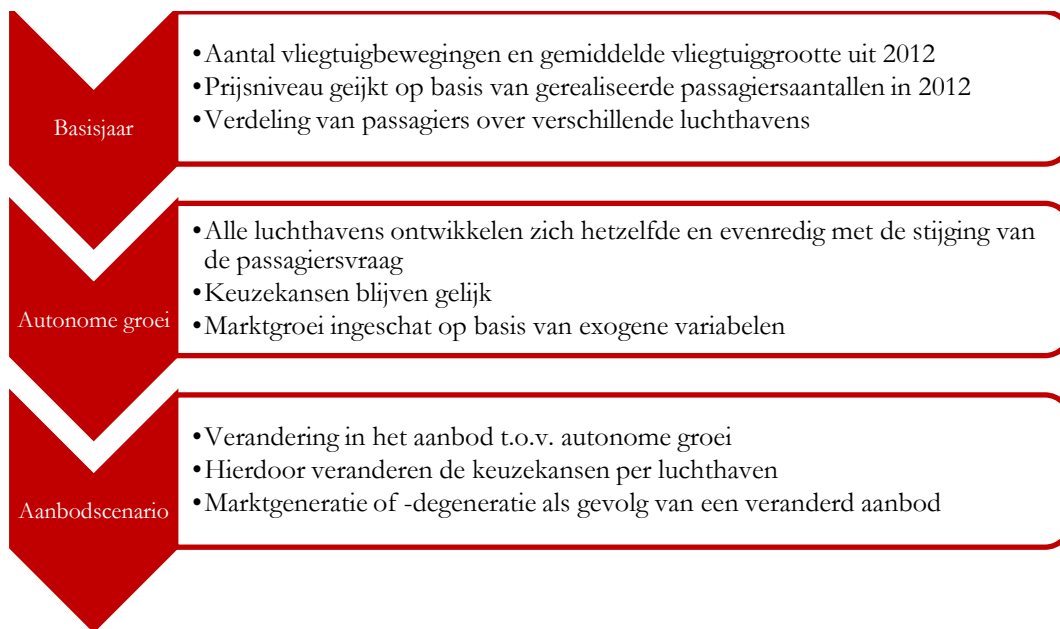 Basisjaar
•Aantal vliegtuigbewegingen en gemiddelde vliegtuiggrootte uit 2012
•Prijsniveau geijkt op basis van gerealiseerde passagiersaantallen in 2012
•Verdeling van passagiers over verschillende luchthavens
Autonome groei
•Alle luchthavens ontwikkelen zich hetzelfde en evenredig met de stijging van
de passagiersvraag
•Keuzekansen blijven gelijk
•Marktgroei ingeschat op basis van exogene variabelen
Aanbodscenario
•Verandering in het aanbod t.o.v. autonome groei
•Hierdoor veranderen de keuzekansen per luchthaven
•Marktgeneratie of -degeneratie als gevolg van een veranderd aanbod